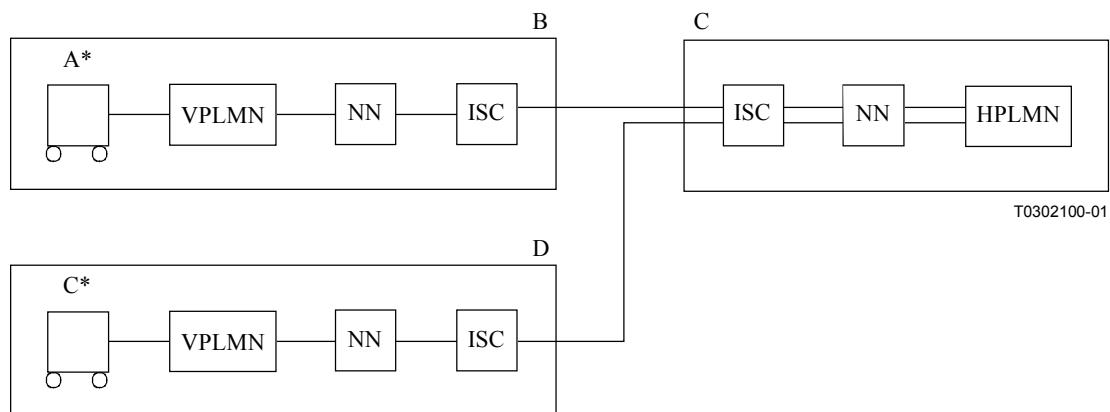 B
C
A*
VPLMN
NN
ISC
ISC
NN
HPLMN
T0302100-01
D
C*
VPLMN
NN
ISC